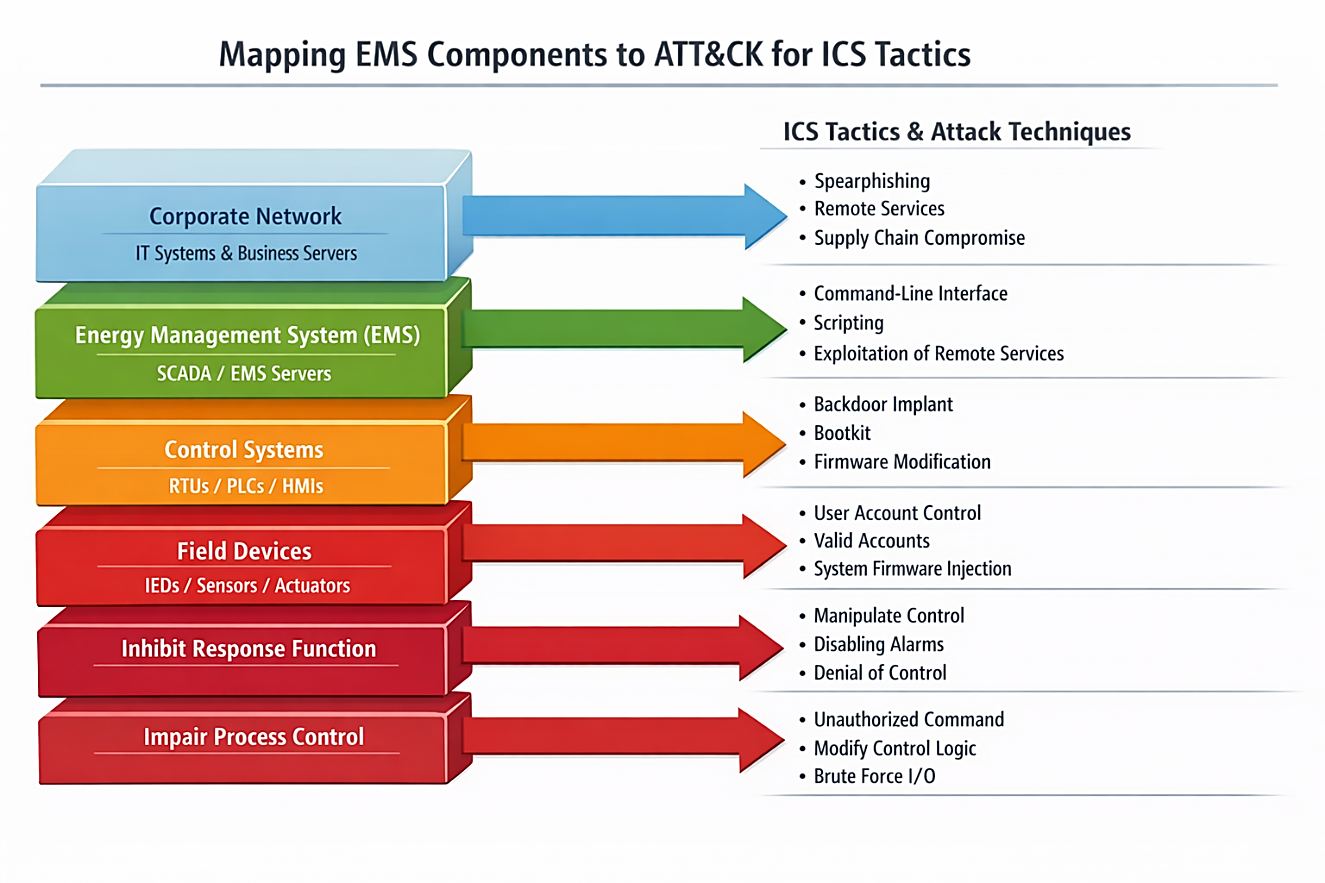 Mapping EMS Components to ATT&CK for ICS Tactics
ICS Tactics & Attack Techniques
Corporate Network
IT Systems & Business Servers
• Spearphishing
• Remote Services
• Supply Chain Compromise
Energy Management System (EMS)
SCADA / EMS Servers
• Command-Line Interface
• Scripting
• Exploitation of Remote Services
Control Systems
RTUs / PLCs / HMIs
• Backdoor Implant
• Bootkit
• Firmware Modification
Field Devices
IEDs / Sensors / Actuators
• User Account Control
• Valid Accounts
• System Firmware Injection
Inhibit Response Function
• Manipulate Control
• Disabling Alarms
• Denial of Control
Impair Process Control
• Unauthorized Command
• Modify Control Logic
• Brute Force I/O